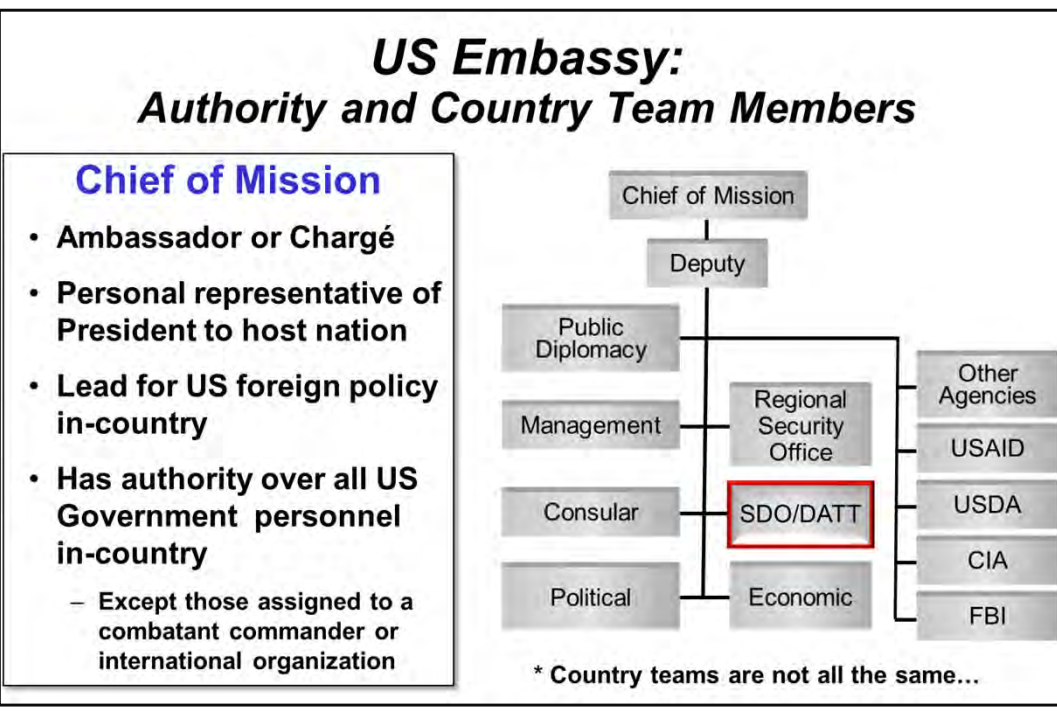 US Embassy:
Authority and Country Team Members
Chief of Mission
• Ambassador or Chargé
• Personal representative of
President to host nation
• Lead for US foreign policy
in-country
• Has authority over all US
Government personnel
in-country
– Except those assigned to a
combatant commander or
international organization
Chief of Mission
Deputy
Public
Diplomacy
Management
Consular
Political
Regional
Security
Office
SDO/DATT
Economic
Other
Agencies
USAID
USDA
CIA
FBI
* Country teams are not all the same…